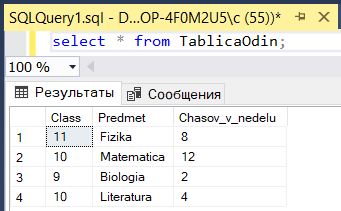 SQLQuery1.sql - D...OP-4F0M2U5\c (55))*
select * from TablicaOdin;
100 %
Результаты Сообщения
Class Predmet Chasov_v_nedelu
1 11 Fizika 8
2 10 Matematica 12
3 9 Biologia 2
4 10 Literatura 4